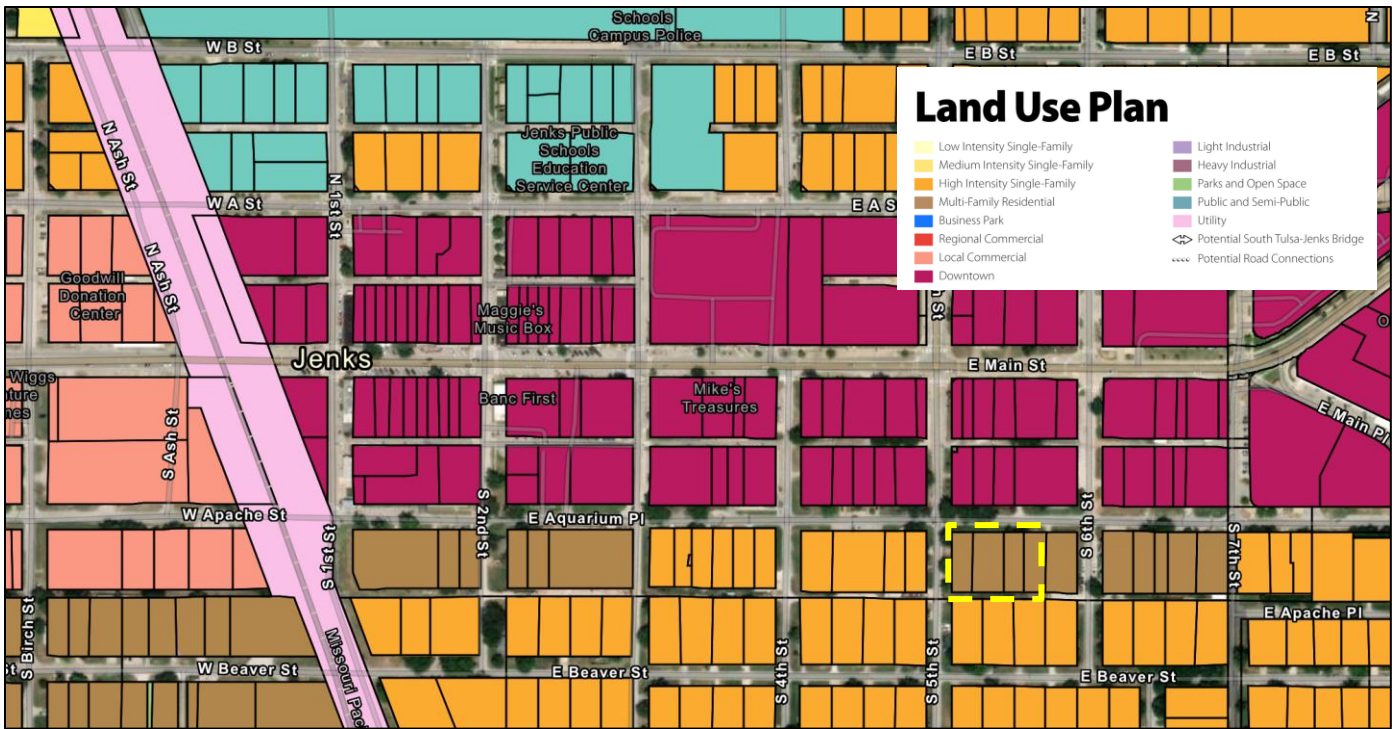 Schools
Campus Police
N
W B St
E B St
E B St
Land Use Plan
Low Intensity Single-Family
Medium Intensity Single-Family
High Intensity Single-Family
Multi-Family Residential
Business Park
Regional Commercial
Local Commercial
Downtown
Light Industrial
Heavy Industrial
Parks and Open Space
Public and Semi-Public
Utility
Potential South Tulsa-Jenks Bridge
Potential Road Connections
N Ash St
Jenks Public
Schools
Education
Service Center
N 1st St
W A St
E A S
N Ash St
Goodwill
Donation
Center
Maggie's
Music Box
h St
O
Jenks
E Main St
Wiggs
ture
nes
Banc First
Mike's
Treasures
E Main Pl
S Ash St
W Apache St
S 2nd St
E Aquarium Pl
S 6th St
S 1st St
S 7th St
S Birch St
E Apache Pl
St
W Beaver St
Missouri Pac
E Beaver St
S 4th St
S 5th St
E Beaver St